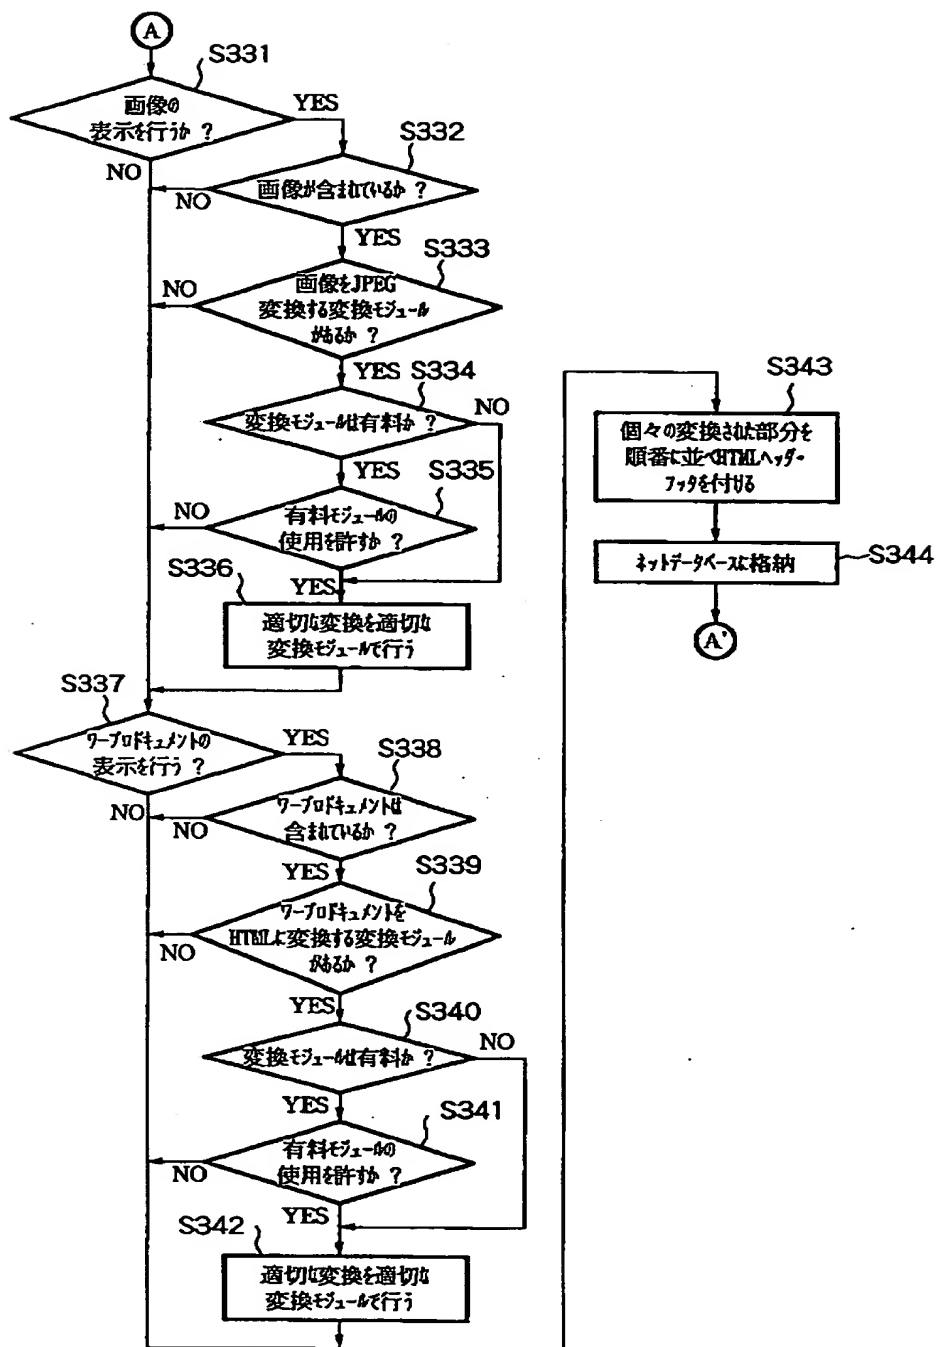 A
S331
画像の
表示を行うか ?
YES
NO
S332
画像が含まれているか ?
NO
YES
S333
画像をJPEG
変換する変換モジュール
があるか ?
NO
YES
S334
変換モジュールは有料か ?
NO
YES
S335
有料モジュールの
使用を許すか ?
NO
YES
S336
適切な変換を適切な
変換モジュールで行う
S337
ワープロドキュメントの
表示を行う ?
YES
NO
S338
ワープロドキュメントは
含まれているか ?
NO
YES
S339
ワープロドキュメントを
HTMLに変換する変換モジュール
があるか ?
NO
YES
S340
変換モジュールは有料か ?
NO
YES
S341
有料モジュールの
使用を許すか ?
NO
YES
S342
適切な変換を適切な
変換モジュールで行う
S343
個々の変換された部分を
順番に並べHTMLヘッダー
フッタを付ける
ネットデータベースに格納
S344
A'